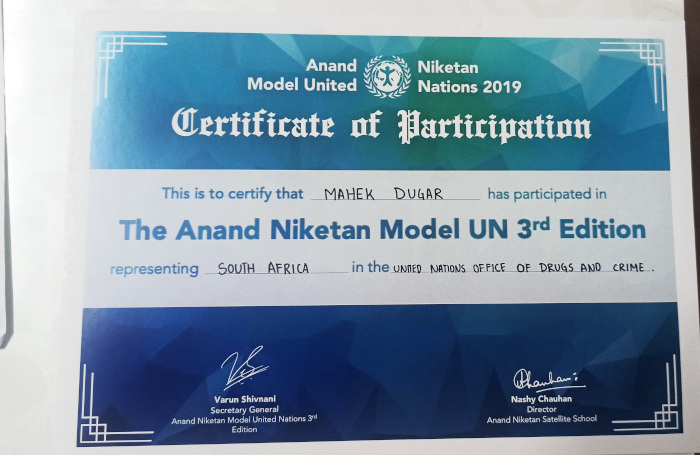 Anand Niketan
Model United Nations 2019
Certificate of Participation
This is to certify that MAHEK DUGAR has participated in
The Anand Niketan Model UN 3rd Edition
representing SOUTH AFRICA in the UNITED NATIONS OFFICE OF DRUGS AND CRIME.
Varun Shivnani
Secretary General
Anand Niketan Model United Nations 3rd
Edition
Chauhan
Nashy Chauhan
Director
Anand Niketan Satellite School